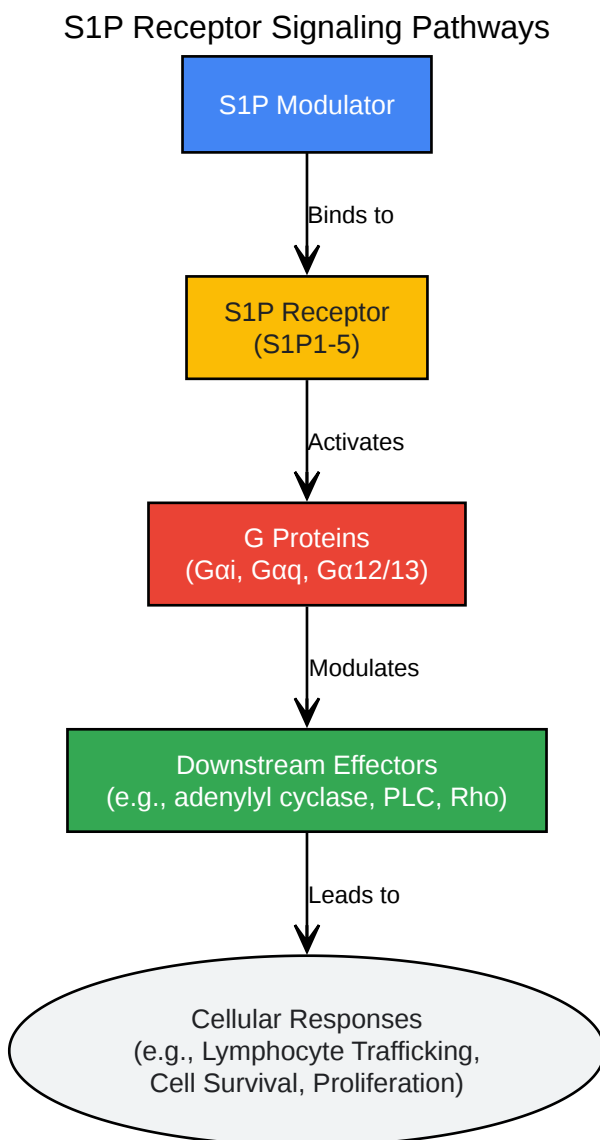 S1P Receptor Signaling Pathways
S1P Modulator
Binds to
S1P Receptor
(S1P1-5)
Activates
G Proteins
(Gαi, Gαq, Gα12/13)
Modulates
Downstream Effectors
(e.g., adenylyl cyclase, PLC, Rho)
Leads to
Cellular Responses
(e.g., Lymphocyte Trafficking,
Cell Survival, Proliferation)